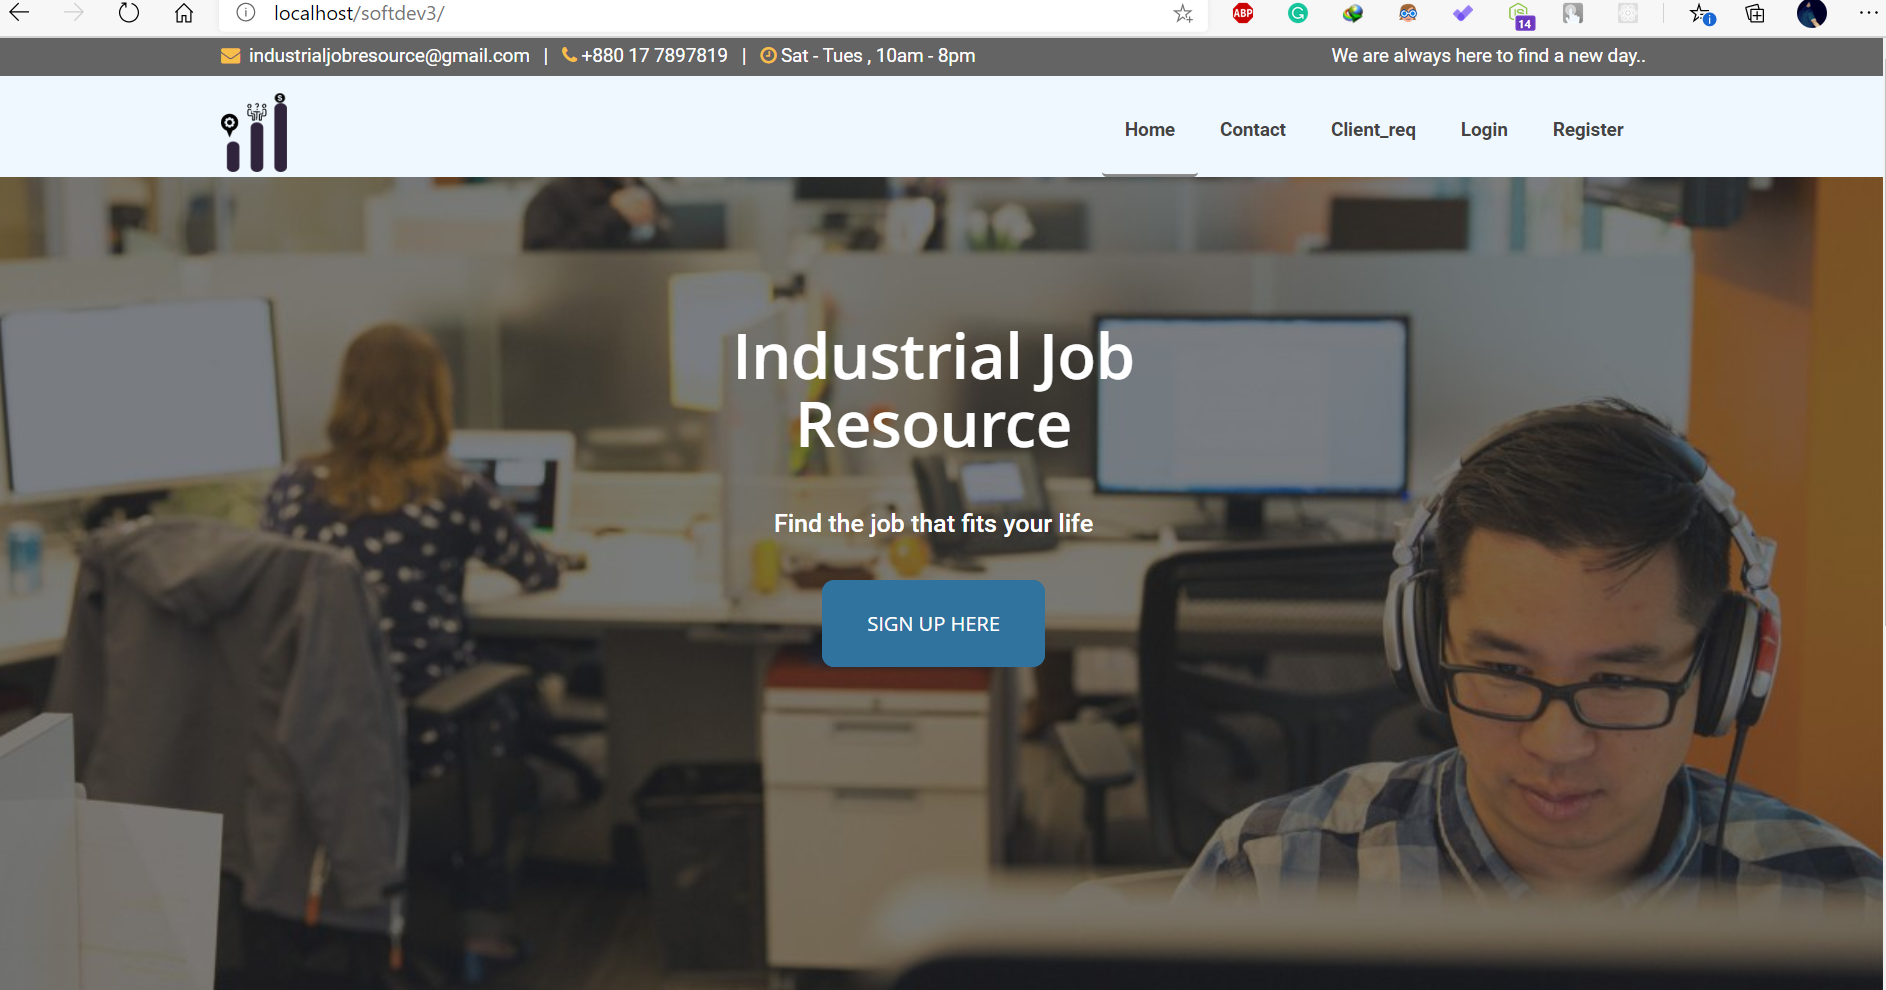 localhost/softdev3/
ABP
14
industrialjobresource@gmail.com | +880 17 7897819 | Sat - Tues , 10am - 8pm
We are always here to find a new day..
Home Contact Client_req Login Register
Industrial Job
Resource
Find the job that fits your life
SIGN UP HERE